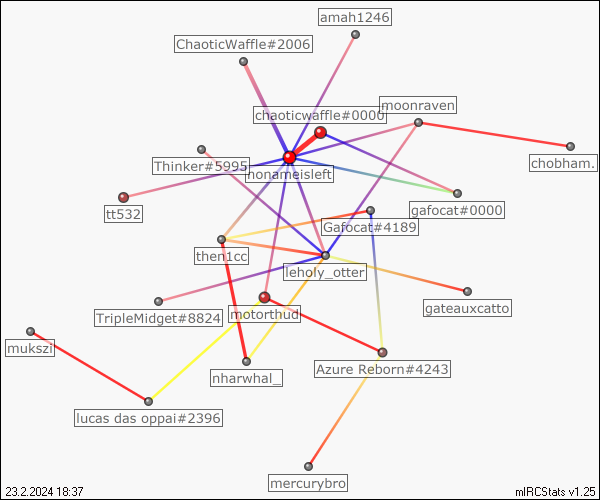 amah1246
ChaoticWaffle#2006
moonraven
chaoticwaffle#0000
chobham.
Thinker#5995
nonameisleft
gafocat#0000
tt532
Gafocat#4189
then1cc
leholy_otter
gateauxcatto
TripleMidget#8824
motorthud
mukszi
Azure Reborn#4243
nharwhal_
lucas das oppai#2396
mercurybro
23.2.2024 18:37
mIRCStats v1.25